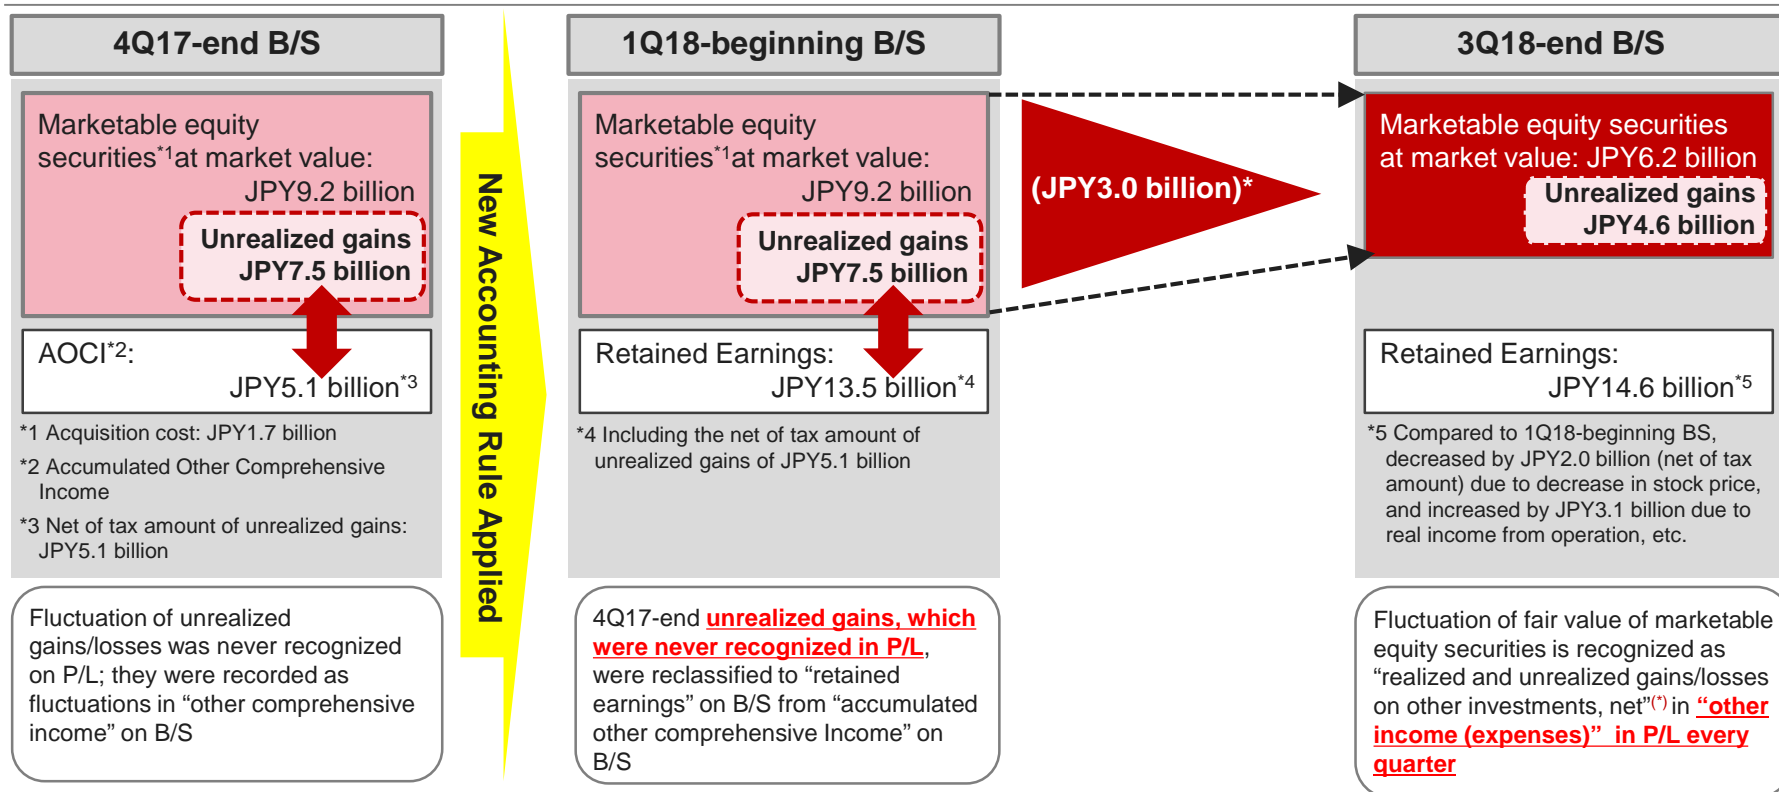 4Q17-end B/S
Marketable equity
securities*1at market value:
JPY9.2 billion
Unrealized gains
JPY7.5 billion
AOCI*2:
JPY5.1 billion*3
*1 Acquisition cost: JPY1.7 billion
*2 Accumulated Other Comprehensive
Income
*3 Net of tax amount of unrealized gains:
JPY5.1 billion
Fluctuation of unrealized
gains/losses was never recognized
on P/L; they were recorded as
fluctuations in “other comprehensive
income” on B/S
New Accounting Rule Applied
1Q18-beginning B/S
Marketable equity
securities*1at market value:
JPY9.2 billion
Unrealized gains
JPY7.5 billion
Retained Earnings:
JPY13.5 billion*4
*4 Including the net of tax amount of
unrealized gains of JPY5.1 billion
4Q17-end unrealized gains, which
were never recognized in P/L,
were reclassified to “retained
earnings” on B/S from “accumulated
other comprehensive Income” on
B/S
(JPY3.0 billion)*
3Q18-end B/S
Marketable equity securities
at market value: JPY6.2 billion
Unrealized gains
JPY4.6 billion
Retained Earnings:
JPY14.6 billion*5
*5 Compared to 1Q18-beginning BS,
decreased by JPY2.0 billion (net of tax
amount) due to decrease in stock price,
and increased by JPY3.1 billion due to
real income from operation, etc.
Fluctuation of fair value of marketable
equity securities is recognized as
“realized and unrealized gains/losses
on other investments, net”(*) in “other
income (expenses)” in P/L every
quarter